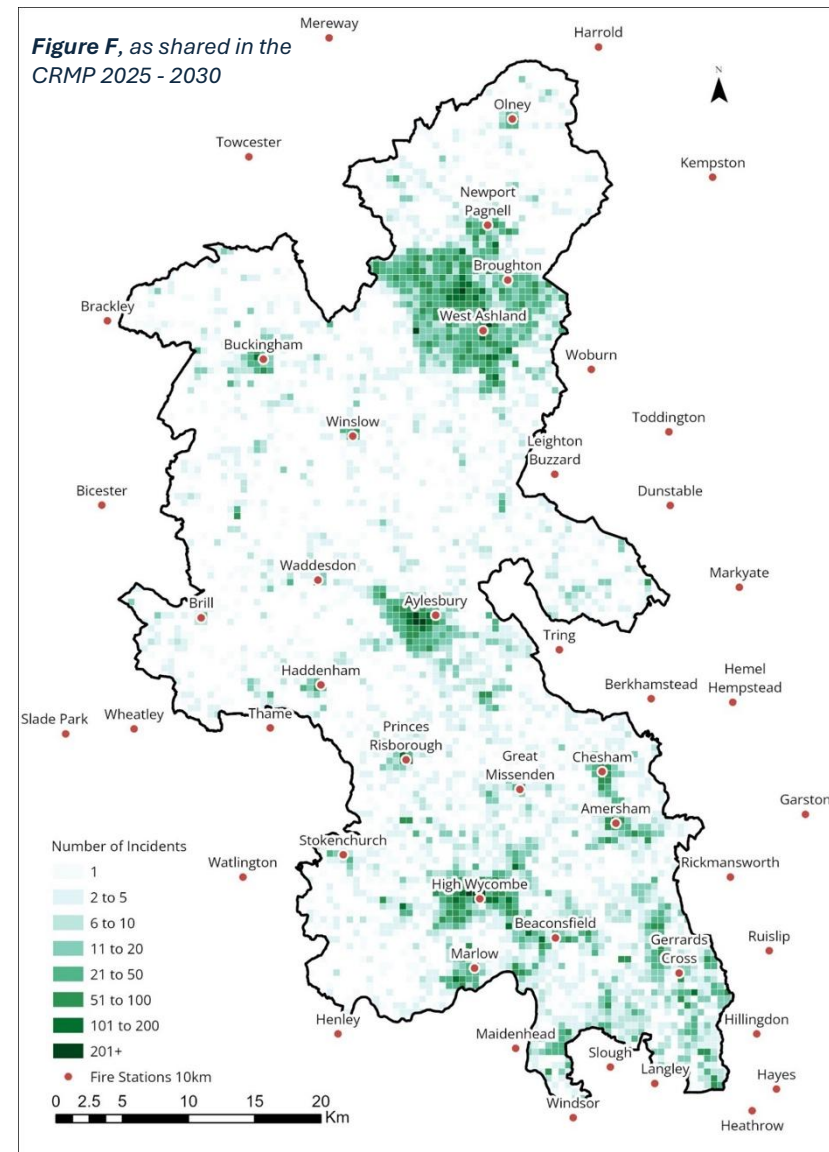 Mereway
Figure F, as shared in the
CRMP 2025 - 2030
Harrold
N
Olney
Towcester
Kempston
Newport
Pagnell
Broughton
Brackley
West Ashland
Buckingham
Woburn
Winslow
Toddington
Leighton
Buzzard
Bicester
Dunstable
Waddesdon
Markyate
Brill
Aylesbury
Tring
Haddenham
Berkhamstead
Hemel
Hempstead
Slade Park
Wheatley
Thame
Princes
Risborough
Great
Missenden
Chesham
Amersham
Garston
Number of Incidents
1
2 to 5
6 to 10
11 to 20
21 to 50
51 to 100
101 to 200
201+
Fire Stations 10km
0 2.5 5 10 15 20
Km
Stokenchurch
Watlington
Rickmansworth
High Wycombe
Beaconsfield
Gerrards
Cross
Ruislip
Marlow
Henley
Maidenhead
Hillingdon
Slough
Langley
Hayes
Windsor
Heathrow